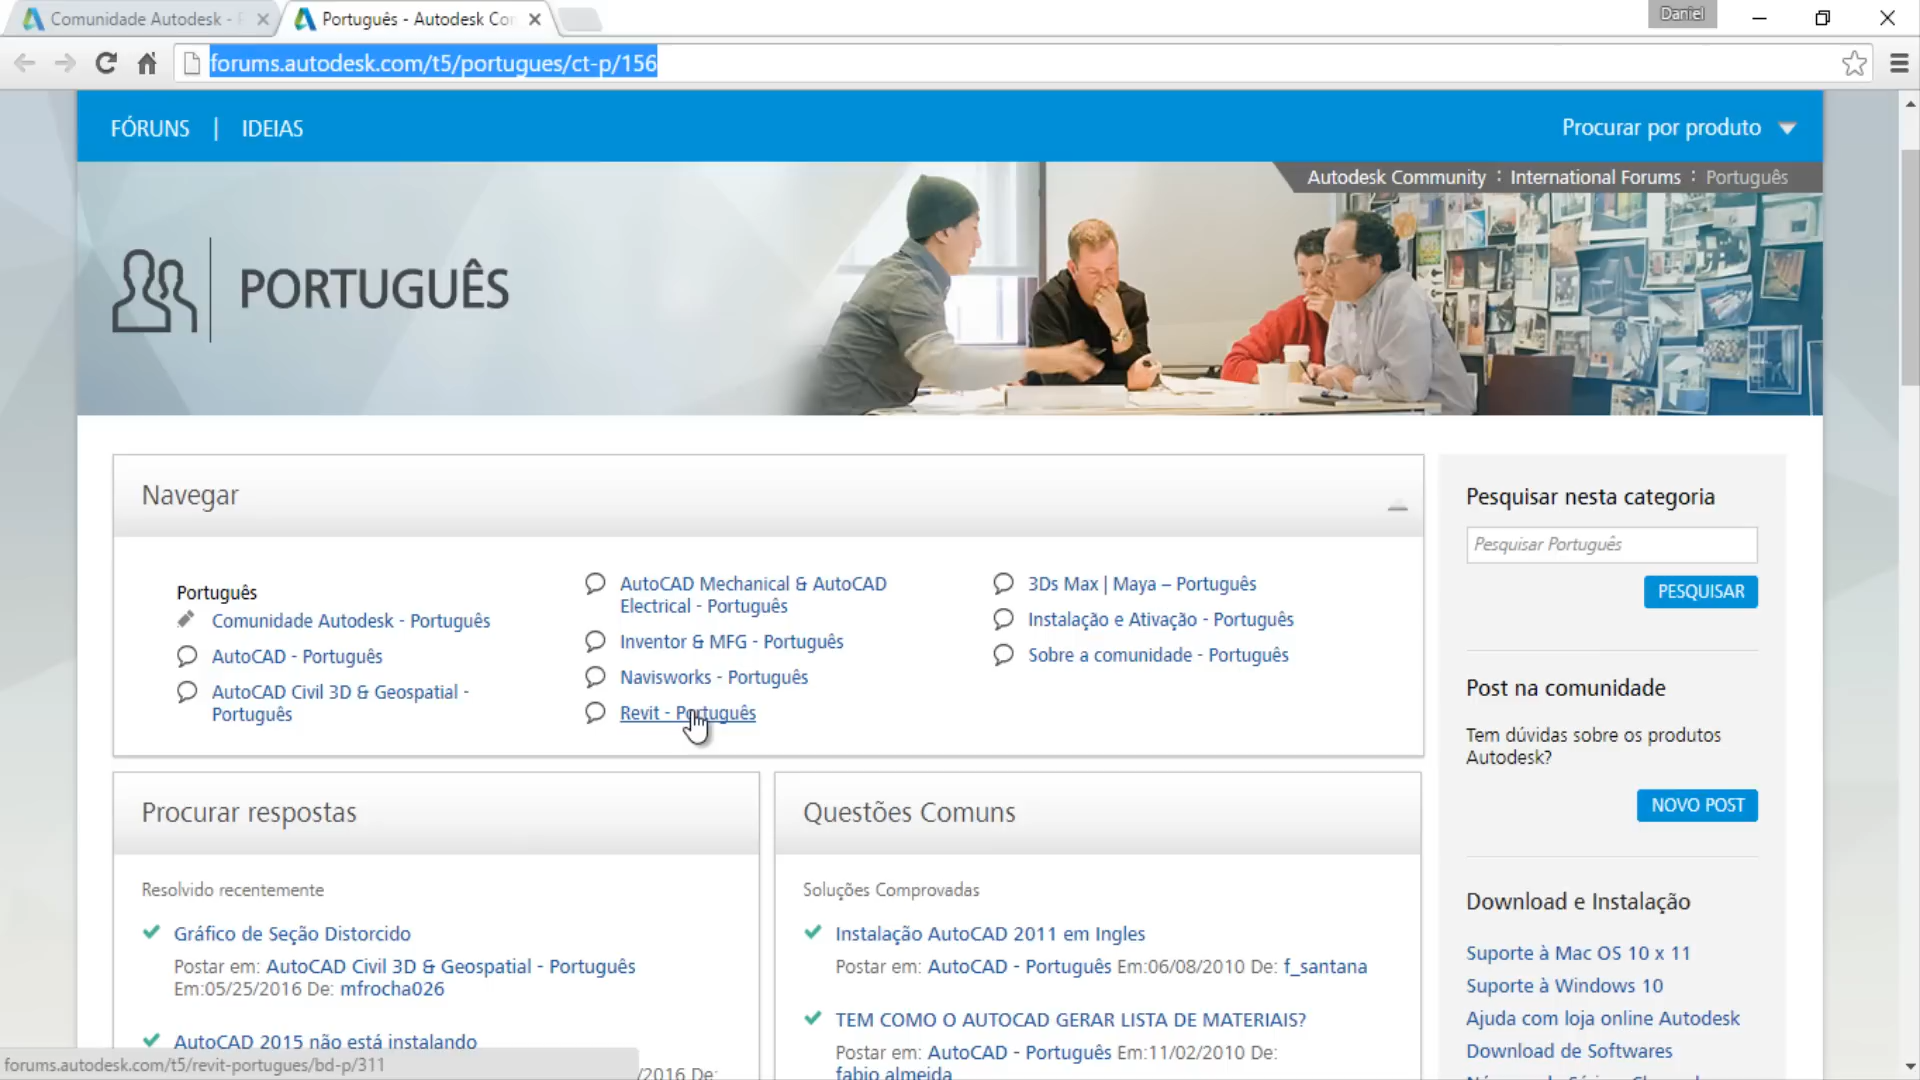 Comunidade Autodesk -
Português - Autodesk Co
Daniel
forums.autodesk.com/t5/portugues/ct-p/156
FÓRUNS | IDEIAS
Procurar por produto
Autodesk Community : International Forums : Português
PORTUGUÊS
Navegar
Português
Comunidade Autodesk - Português
AutoCAD - Português
AutoCAD Civil 3D & Geospatial -
Português
AutoCAD Mechanical & AutoCAD
Electrical - Português
Inventor & MFG - Português
Navisworks - Português
Revit - Português
3Ds Max | Maya – Português
Instalação e Ativação - Português
Sobre a comunidade - Português
Procurar respostas
Resolvido recentemente
Gráfico de Seção Distorcido
Postar em: AutoCAD Civil 3D & Geospatial - Português
Em:05/25/2016 De: mfrocha026
AutoCAD 2015 não está instalando
/2016 De:
Questões Comuns
Soluções Comprovadas
Instalação AutoCAD 2011 em Ingles
Postar em: AutoCAD - Português Em:06/08/2010 De: f_santana
TEM COMO O AUTOCAD GERAR LISTA DE MATERIAIS?
Postar em: AutoCAD - Português Em:11/02/2010 De:
fabio almeida
Pesquisar nesta categoria
Pesquisar Português
PESQUISAR
Post na comunidade
Tem dúvidas sobre os produtos
Autodesk?
NOVO POST
Download e Instalação
Suporte à Mac OS 10 x 11
Suporte à Windows 10
Ajuda com loja online Autodesk
Download de Softwares
forums.autodesk.com/t5/revit-portugues/bd-p/311